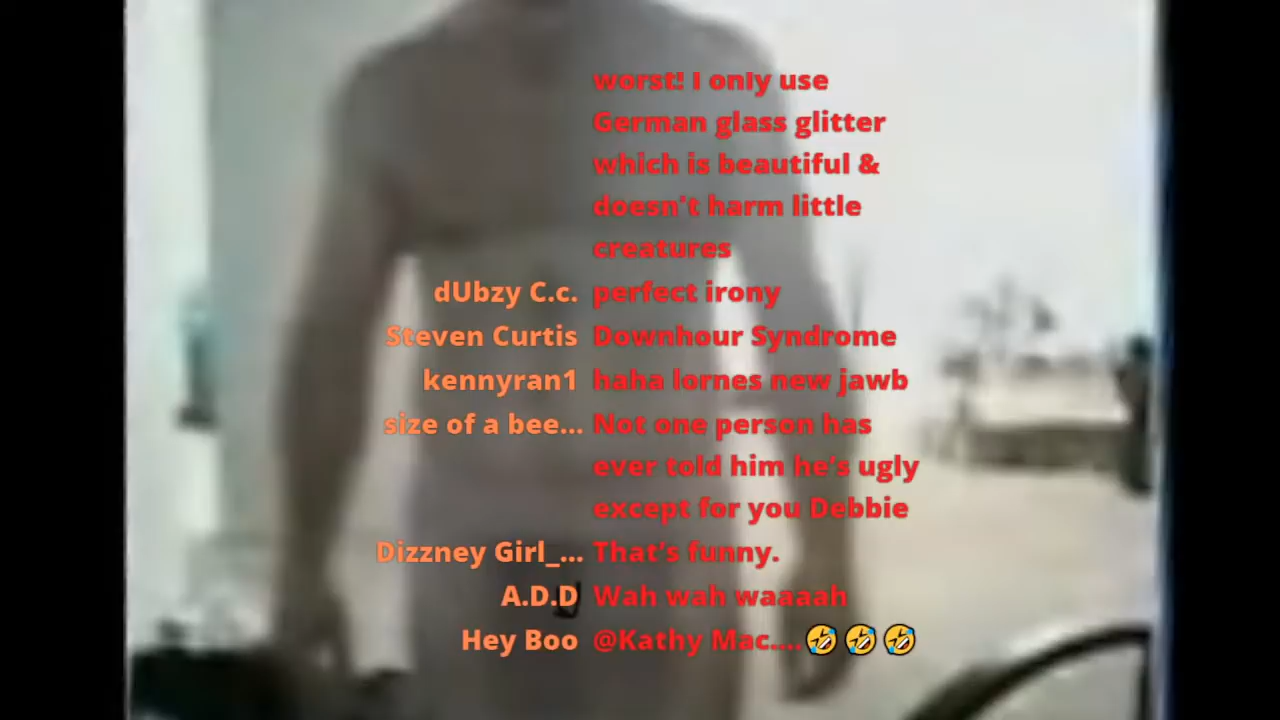 worst! I only use
German glass glitter
which is beautiful &
doesn't harm little
creatures
dUbzy C.c. perfect irony
Steven Curtis Downhour Syndrome
kennyran1 haha lornes new jawb
size of a bee... Not one person has
ever told him he's ugly
except for you Debbie
Dizzney Girl_... That's funny.
A.D.D Wah wah waaaah
Hey Boo @Kathy Mac....🤣🤣🤣